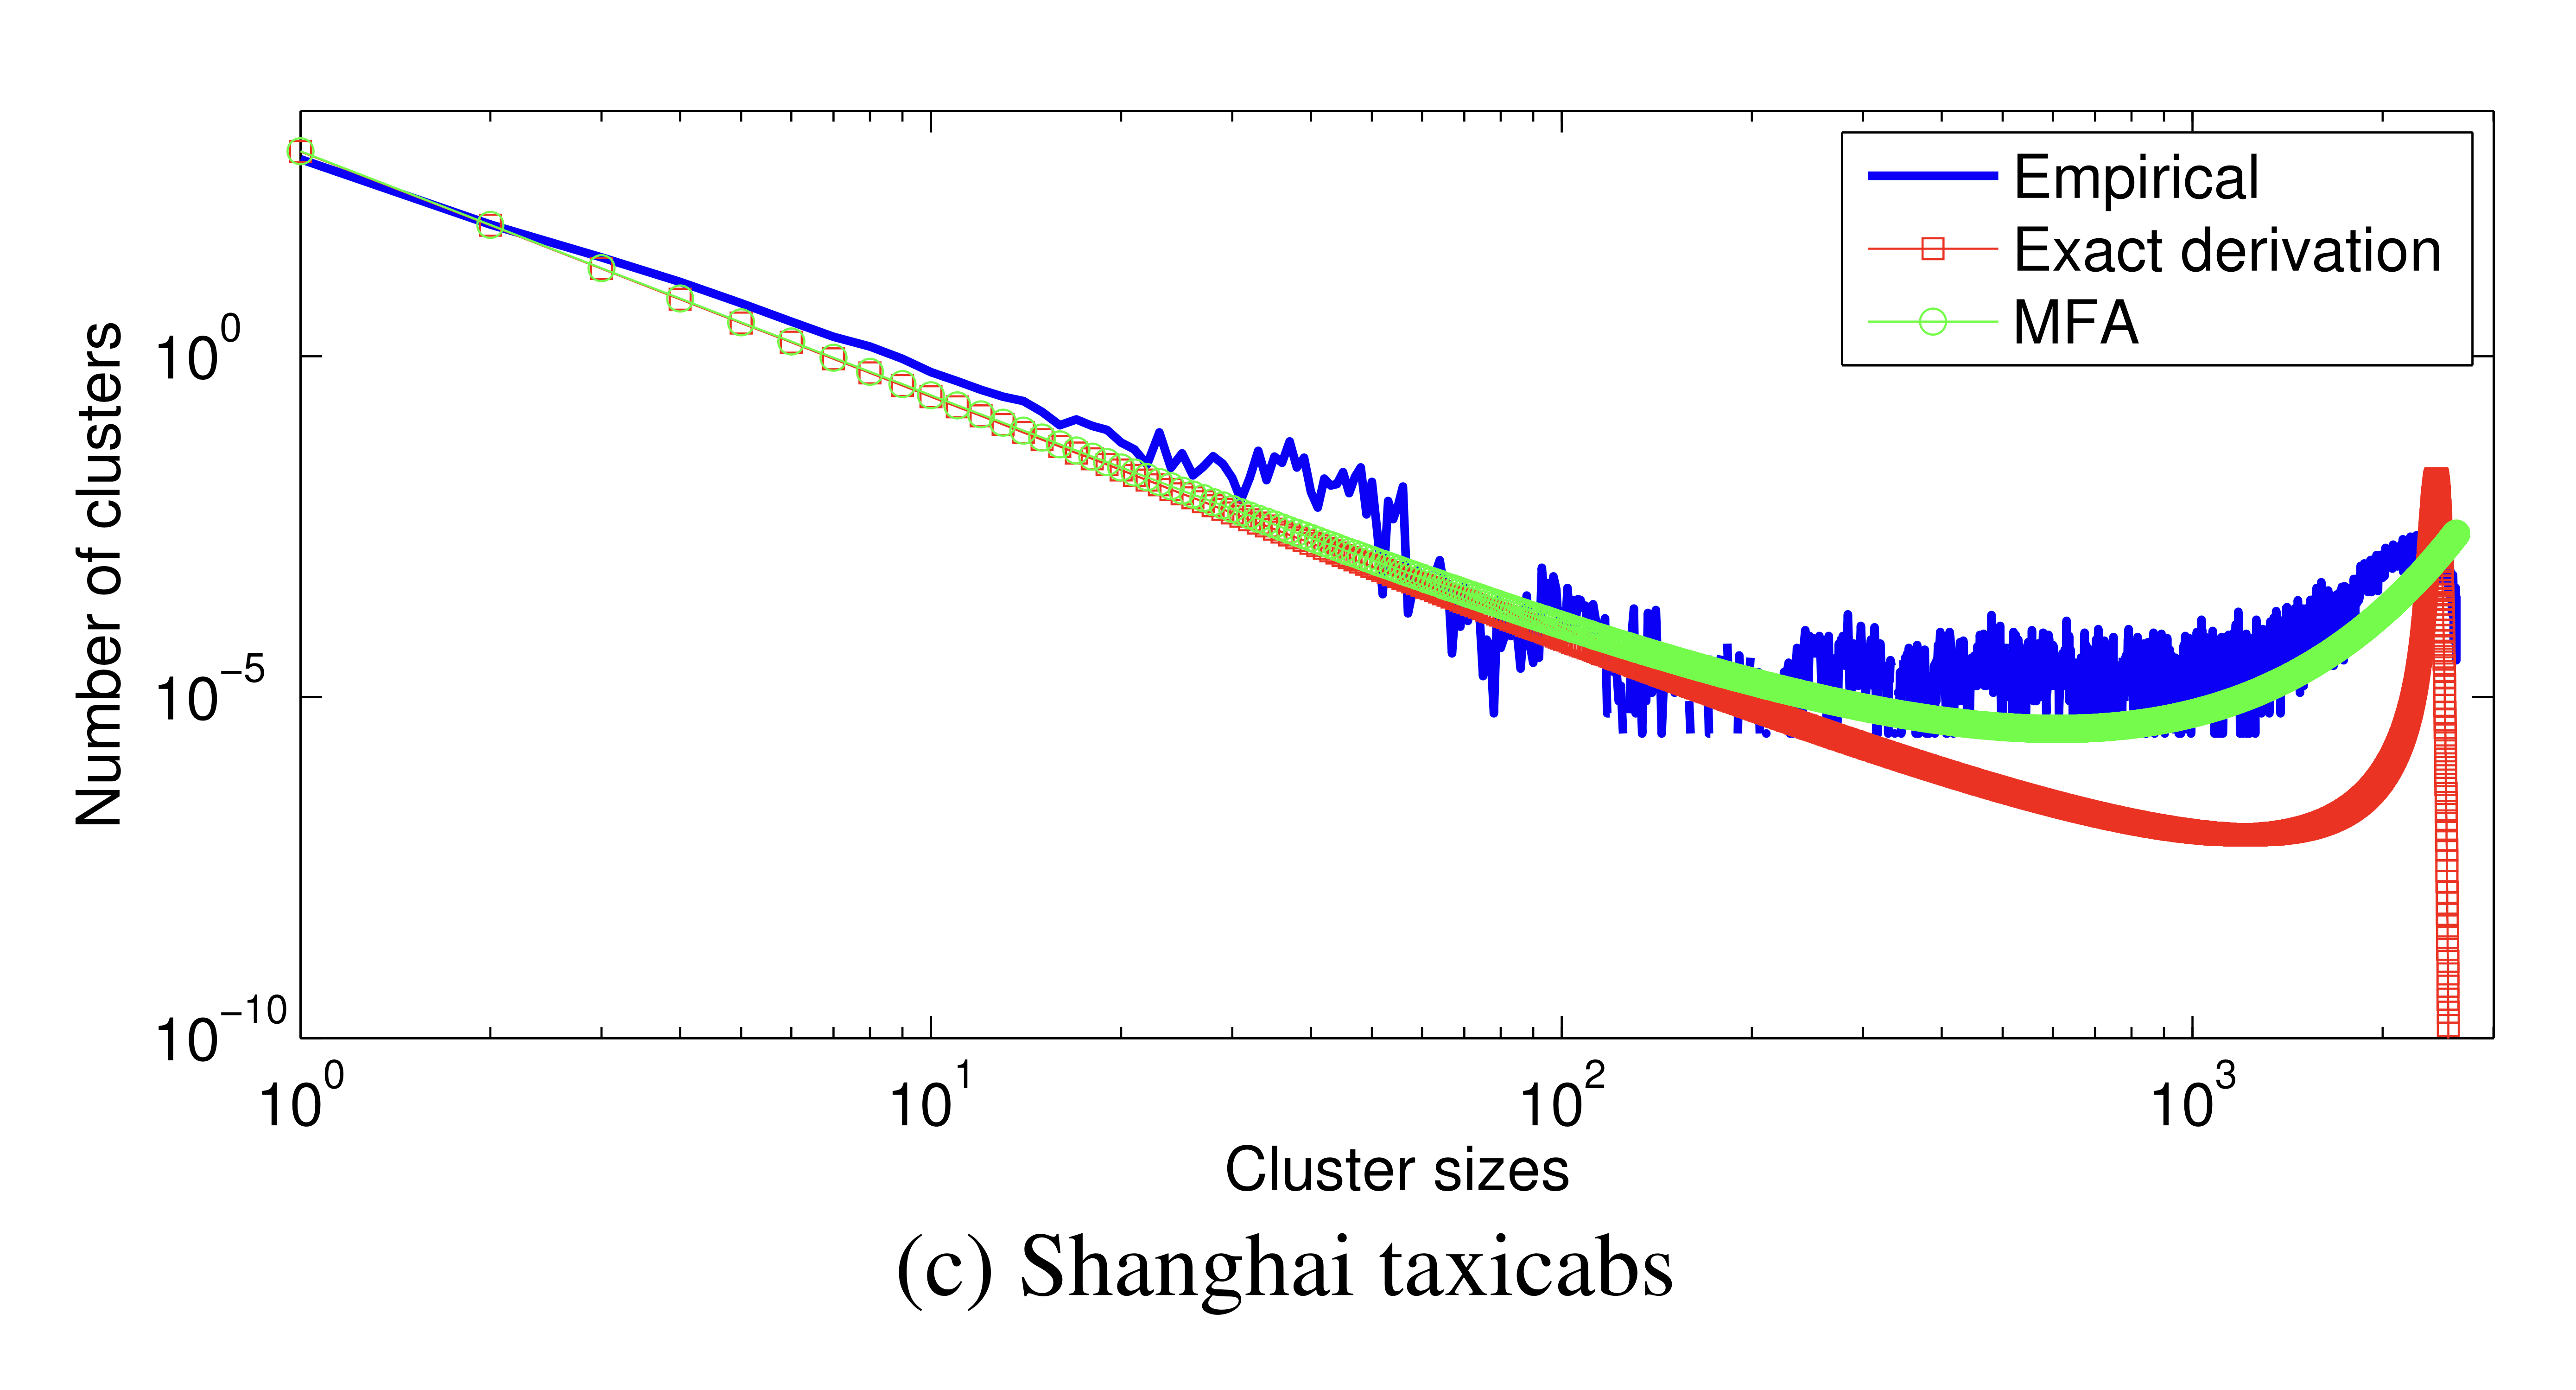 Empirical
Exact derivation
MFA
Number of clusters
10^0
10^−5
10^−10
10^0 10^1 10^2 10^3
Cluster sizes
(c) Shanghai taxicabs